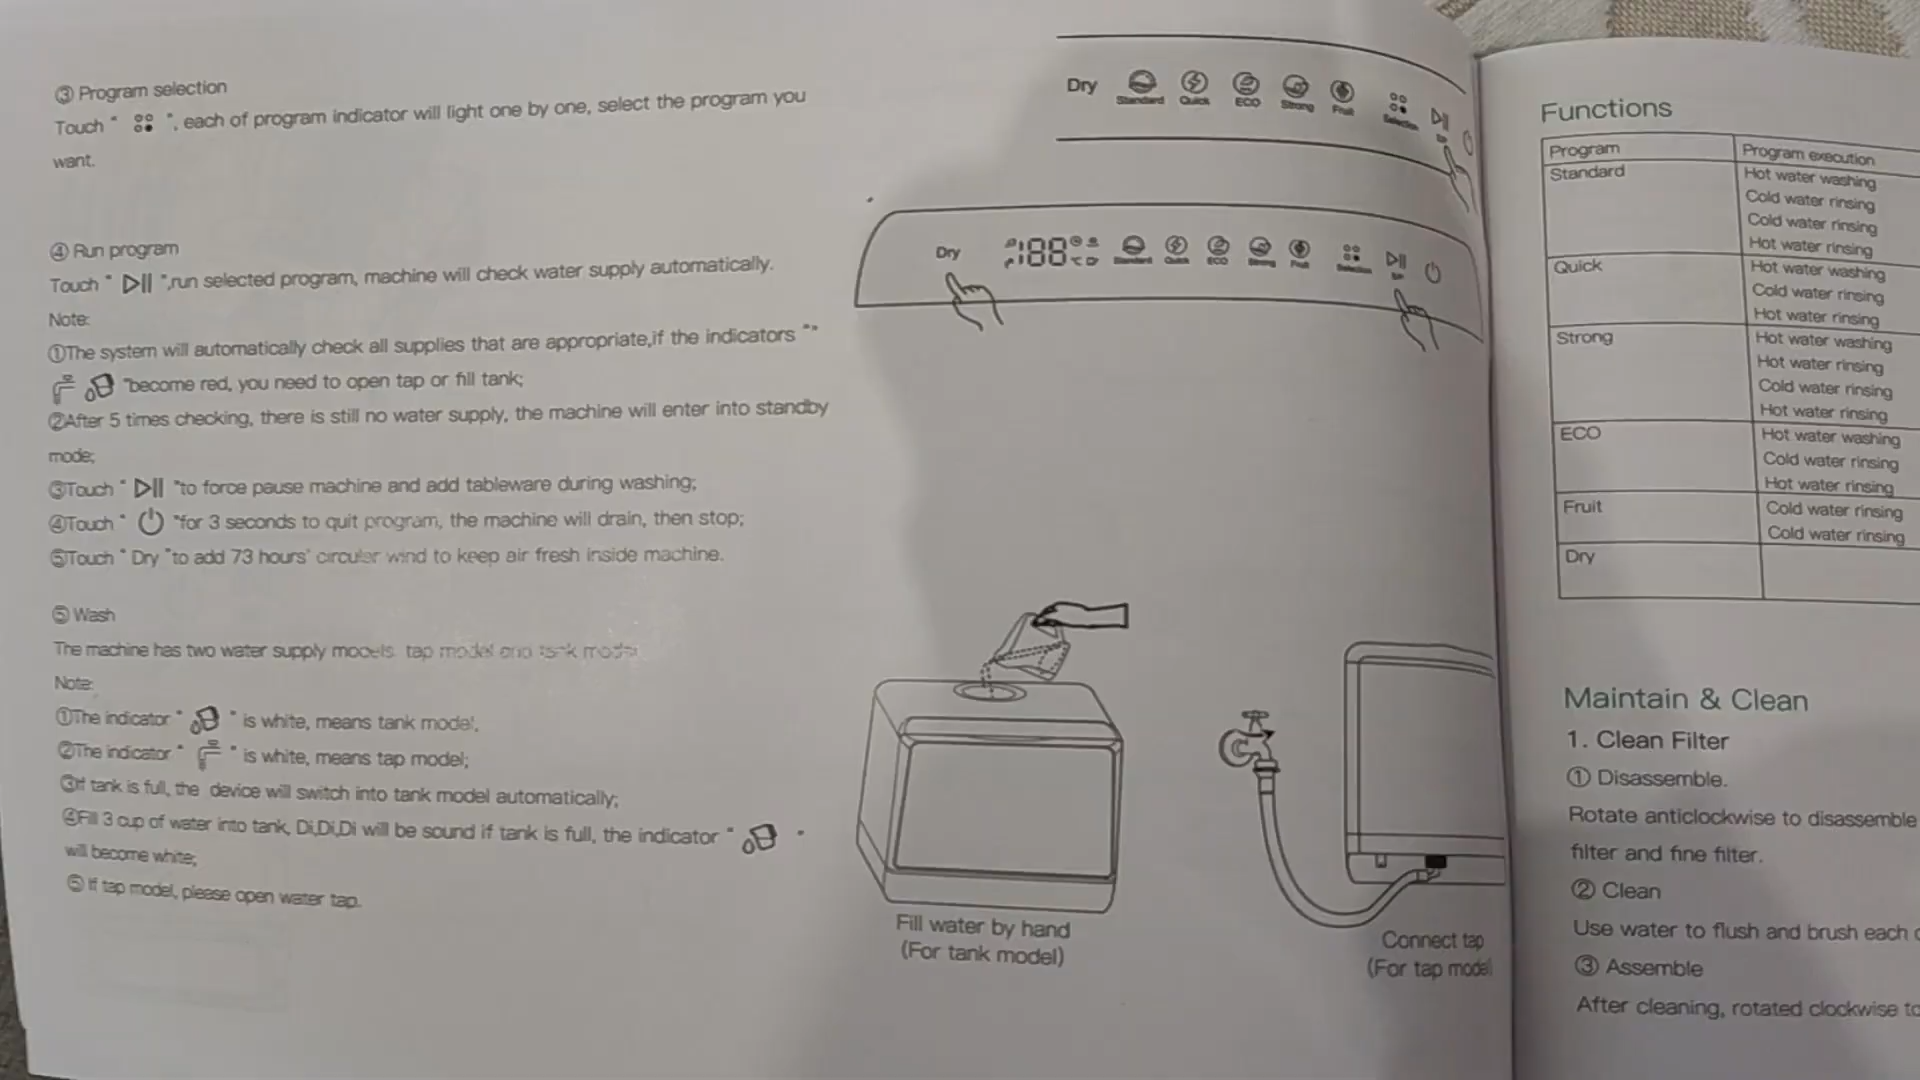 ③ Program selection
Touch " ", each of program indicator will light one by one, select the program you
want.
④ Run program
Touch " ▷|| ",run selected program, machine will check water supply automatically.
Note:
①The system will automatically check all supplies that are appropriate,if the indicators ""
"become red, you need to open tap or fill tank;
②After 5 times checking, there is still no water supply, the machine will enter into standby
mode;
③Touch " ▷|| "to force pause machine and add tableware during washing;
④Touch " ⏻ "for 3 seconds to quit program, the machine will drain, then stop;
⑤Touch " Dry "to add 73 hours' circular wind to keep air fresh inside machine.
⑤ Wash
The machine has two water supply models: tap model and tank model
Note:
①The indicator " " is white, means tank model,
②The indicator " " is white, means tap model;
③If tank is full, the device will switch into tank model automatically;
④Fill 3 cup of water into tank, Di,Di,Di will be sound if tank is full, the indicator " "
will become white;
⑤ If tap model, please open water tap.
Dry Standard Quick ECO Strong Fruit Selection
Dry 188 °C Standard Quick ECO Strong Fruit Selection
Fill water by hand
(For tank model)
Connect tap
(For tap model
Functions
Program Program execution
Standard Hot water washing
Cold water rinsing
Cold water rinsing
Hot water rinsing
Quick Hot water washing
Cold water rinsing
Hot water rinsing
Strong Hot water washing
Hot water rinsing
Cold water rinsing
Hot water rinsing
ECO Hot water washing
Cold water rinsing
Hot water rinsing
Fruit Cold water rinsing
Cold water rinsing
Dry
Maintain & Clean
1. Clean Filter
① Disassemble.
Rotate anticlockwise to disassemble
filter and fine filter.
② Clean
Use water to flush and brush each
③ Assemble
After cleaning, rotated clockwise to